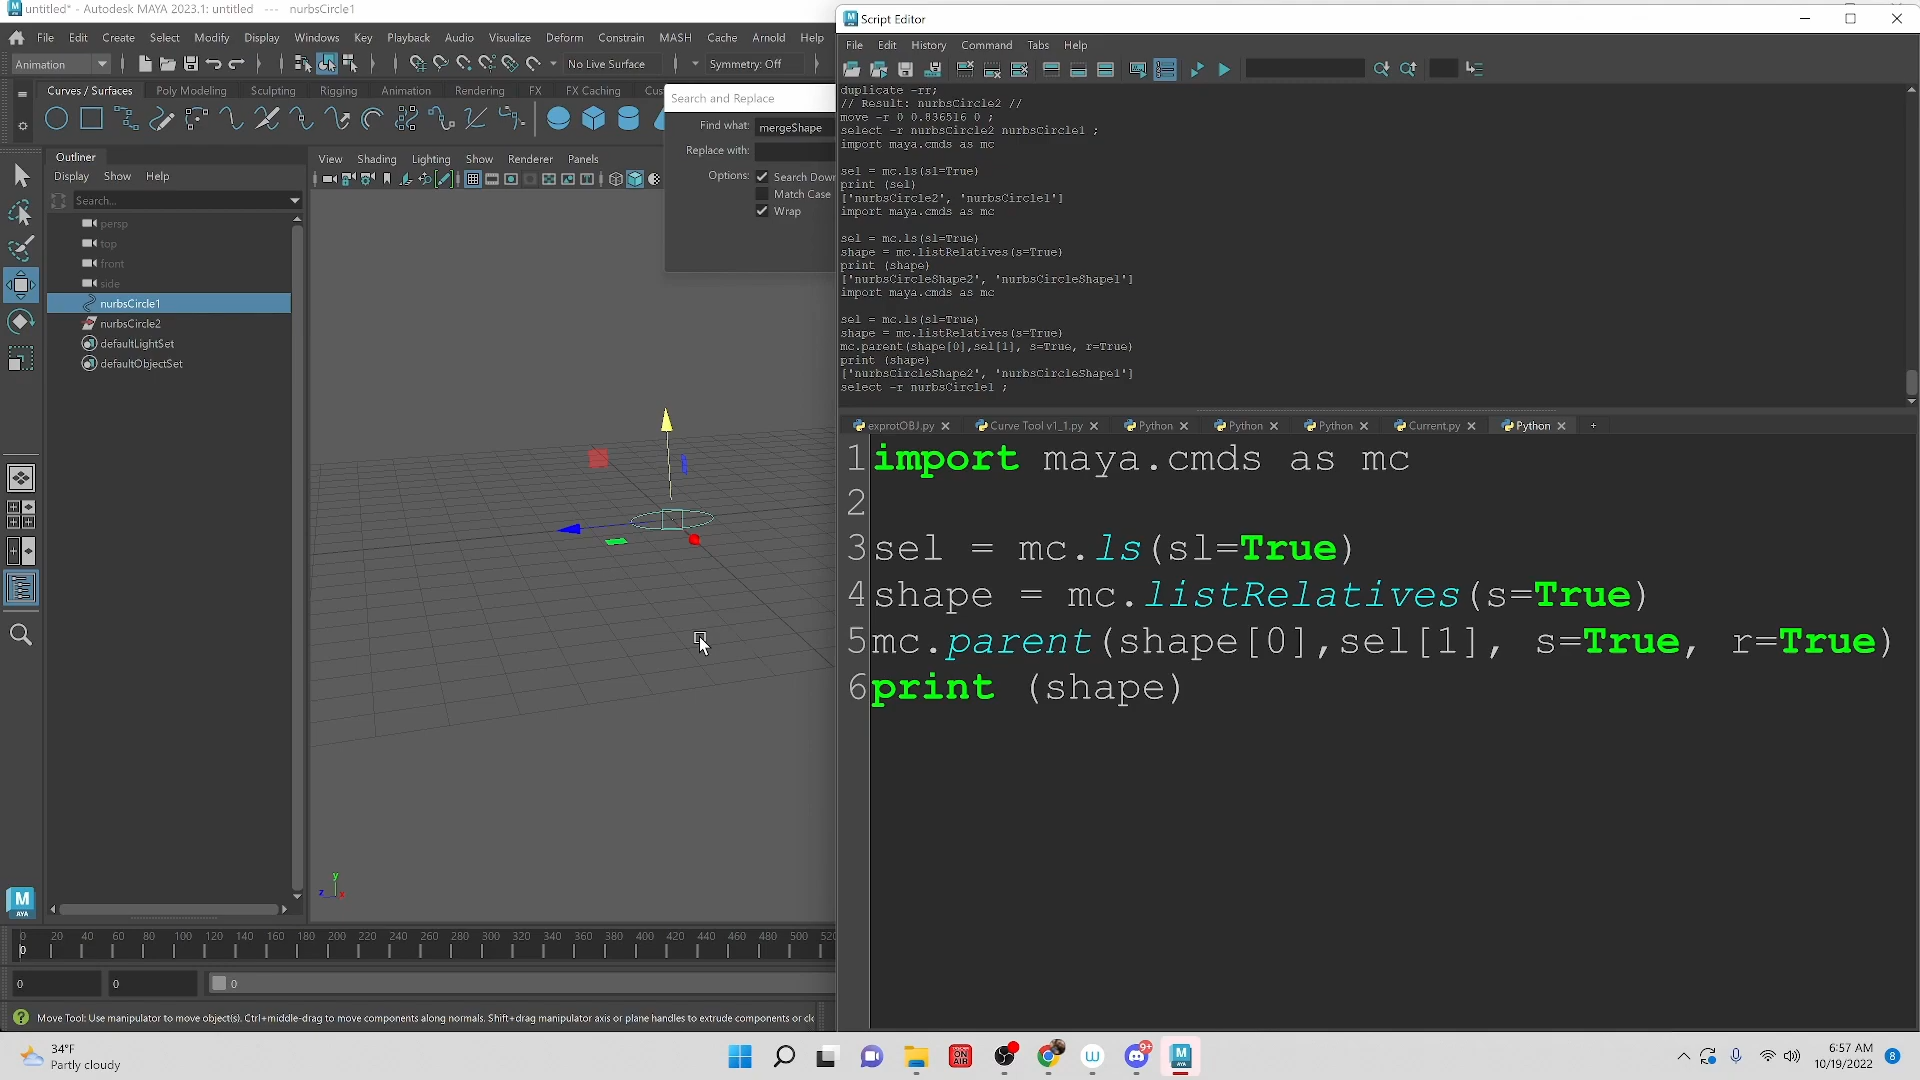 untitled* - Autodesk MAYA 2023.1: untitled --- nurbsCircle1
File Edit Create Select Modify Display Windows Key Playback Audio Visualize Deform Constrain MASH Cache Arnold Help
Animation
No Live Surface
Symmetry: Off
Curves / Surfaces Poly Modeling Sculpting Rigging Animation Rendering FX FX Caching Cus
Search and Replace
Find what: mergeShape
Replace with:
Options: Search Down
Match Case
Wrap
Outliner
Display Show Help
Search...
persp
top
front
side
nurbsCircle1
nurbsCircle2
defaultLightSet
defaultObjectSet
View Shading Lighting Show Renderer Panels
y
z x
M
AYA
0 20 40 60 80 100 120 140 160 180 200 220 240 260 280 300 320 340 360 380 400 420 440 460 480 500 520
0
0 0 0
Move Tool: Use manipulator to move object(s). Ctrl+middle-drag to move components along normals. Shift+drag manipulator axis or plane handles to extrude components or clo
Script Editor
File Edit History Command Tabs Help
duplicate -rr;
// Result: nurbsCircle2 //
move -r 0 0.836516 0 ;
select -r nurbsCircle2 nurbsCircle1 ;
import maya.cmds as mc
sel = mc.ls(sl=True)
print (sel)
['nurbsCircle2', 'nurbsCircle1']
import maya.cmds as mc
sel = mc.ls(sl=True)
shape = mc.listRelatives(s=True)
print (shape)
['nurbsCircleShape2', 'nurbsCircleShape1']
import maya.cmds as mc
sel = mc.ls(sl=True)
shape = mc.listRelatives(s=True)
mc.parent(shape[0],sel[1], s=True, r=True)
print (shape)
['nurbsCircleShape2', 'nurbsCircleShape1']
select -r nurbsCircle1 ;
exprotOBJ.py Curve Tool v1_1.py Python Python Python Current.py Python +
1 import maya.cmds as mc
2
3 sel = mc.ls(sl=True)
4 shape = mc.listRelatives(s=True)
5 mc.parent(shape[0],sel[1], s=True, r=True)
6 print (shape)
34°F
Partly cloudy
ON AIR
9+
6:57 AM
10/19/2022
8